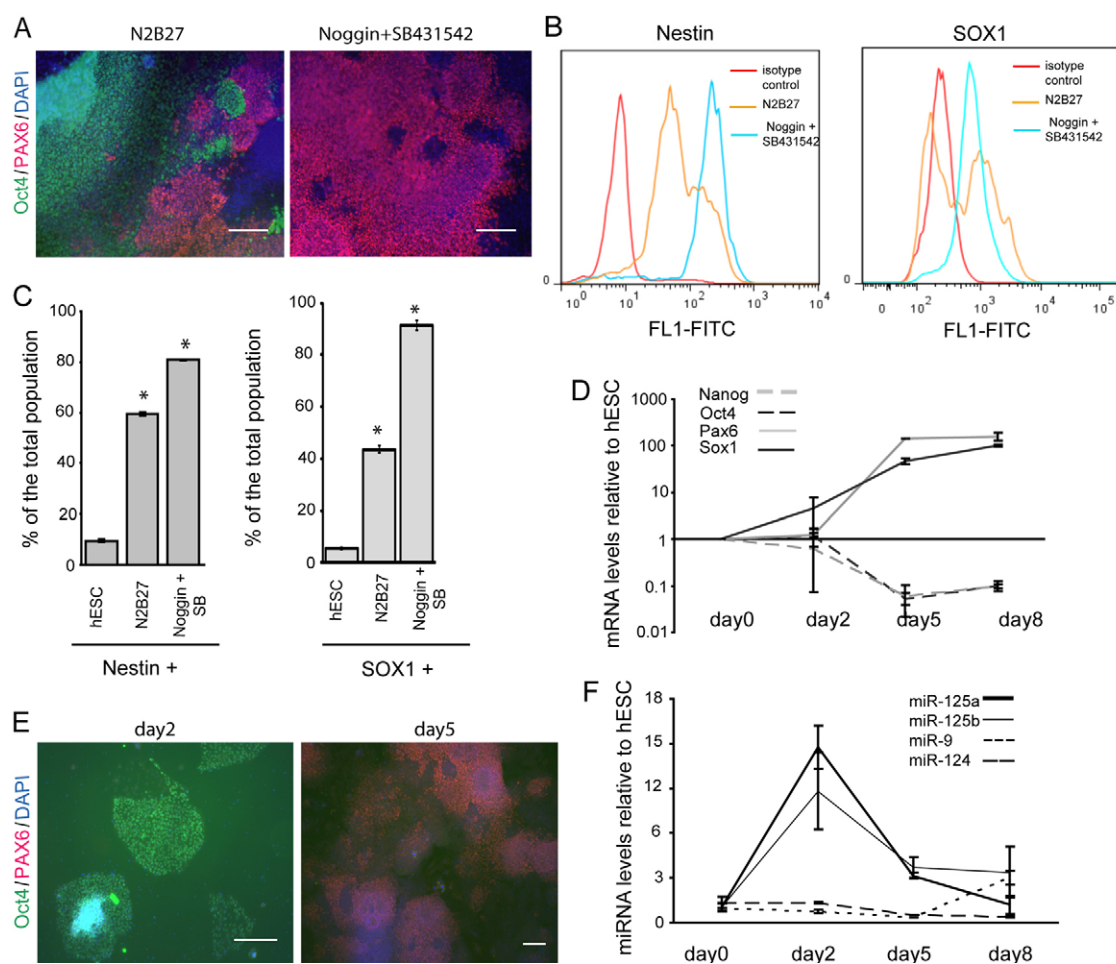 A
N2B27
Noggin+SB431542
Oct4/PAX6/DAPI
B
Nestin
isotype control
N2B27
Noggin + SB431542
0
10^0
10^1
10^2
10^3
10^4
FL1-FITC
SOX1
isotype control
N2B27
Noggin + SB431542
0
0
10^2
10^3
10^4
10^5
FL1-FITC
C
% of the total population
100
80
60
40
20
0
hESC
N2B27
Noggin + SB
*
*
Nestin +
% of the total population
100
80
60
40
20
0
hESC
N2B27
Noggin + SB
*
*
SOX1 +
D
mRNA levels relative to hESC
1000
100
10
1
0.1
0.01
Nanog
Oct4
Pax6
Sox1
day0
day2
day5
day8
E
day2
day5
Oct4/PAX6/DAPI
F
miRNA levels relative to hESC
18
15
12
6
3
0
miR-125a
miR-125b
miR-9
miR-124
day0
day2
day5
day8